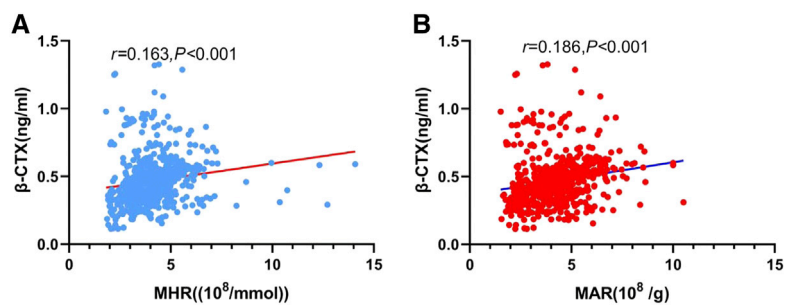 A
r=0.163,P<0.001
β-CTX(ng/ml)
1.5
1.0
0.5
0.0
0 5 10 15
MHR((10⁸/mmol))
B
r=0.186,P<0.001
β-CTX(ng/ml)
1.5
1.0
0.5
0.0
0 5 10 15
MAR(10⁸ /g)